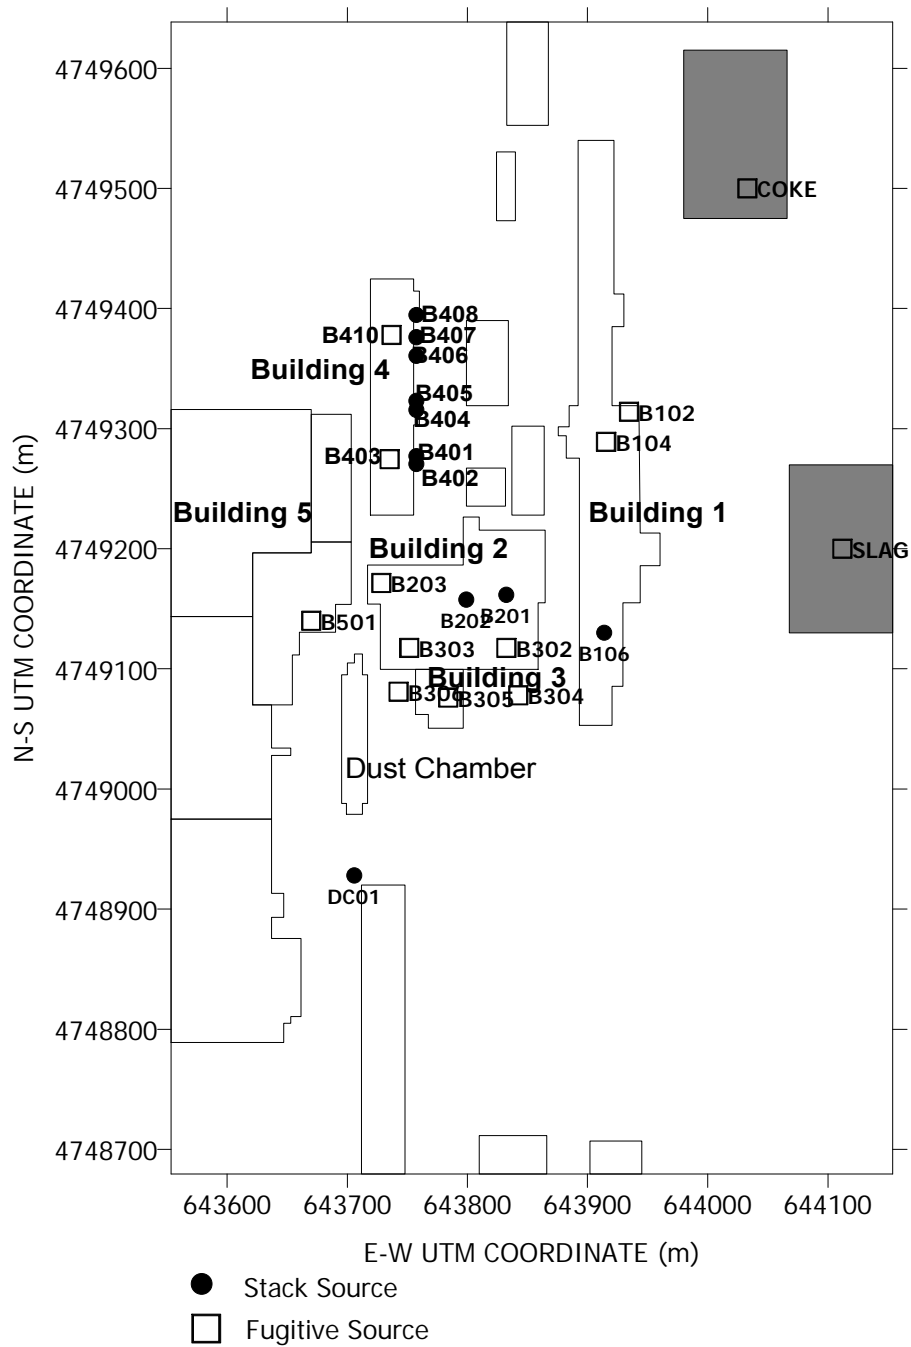 4749600
4749500
COKE
4749400
B408
B410
B407
B406
Building 4
B405
B404
4749300
B102
B104
B401
B403
B402
Building 5
Building 1
4749200
Building 2
SLAG
B203
B202
B201
B501
B303
B302
B106
4749100
Building 3
B306
B305
B304
Dust Chamber
4749000
4748900
DC01
4748800
4748700
N-S UTM COORDINATE (m)
643600 643700 643800 643900 644000 644100
E-W UTM COORDINATE (m)
Stack Source
Fugitive Source